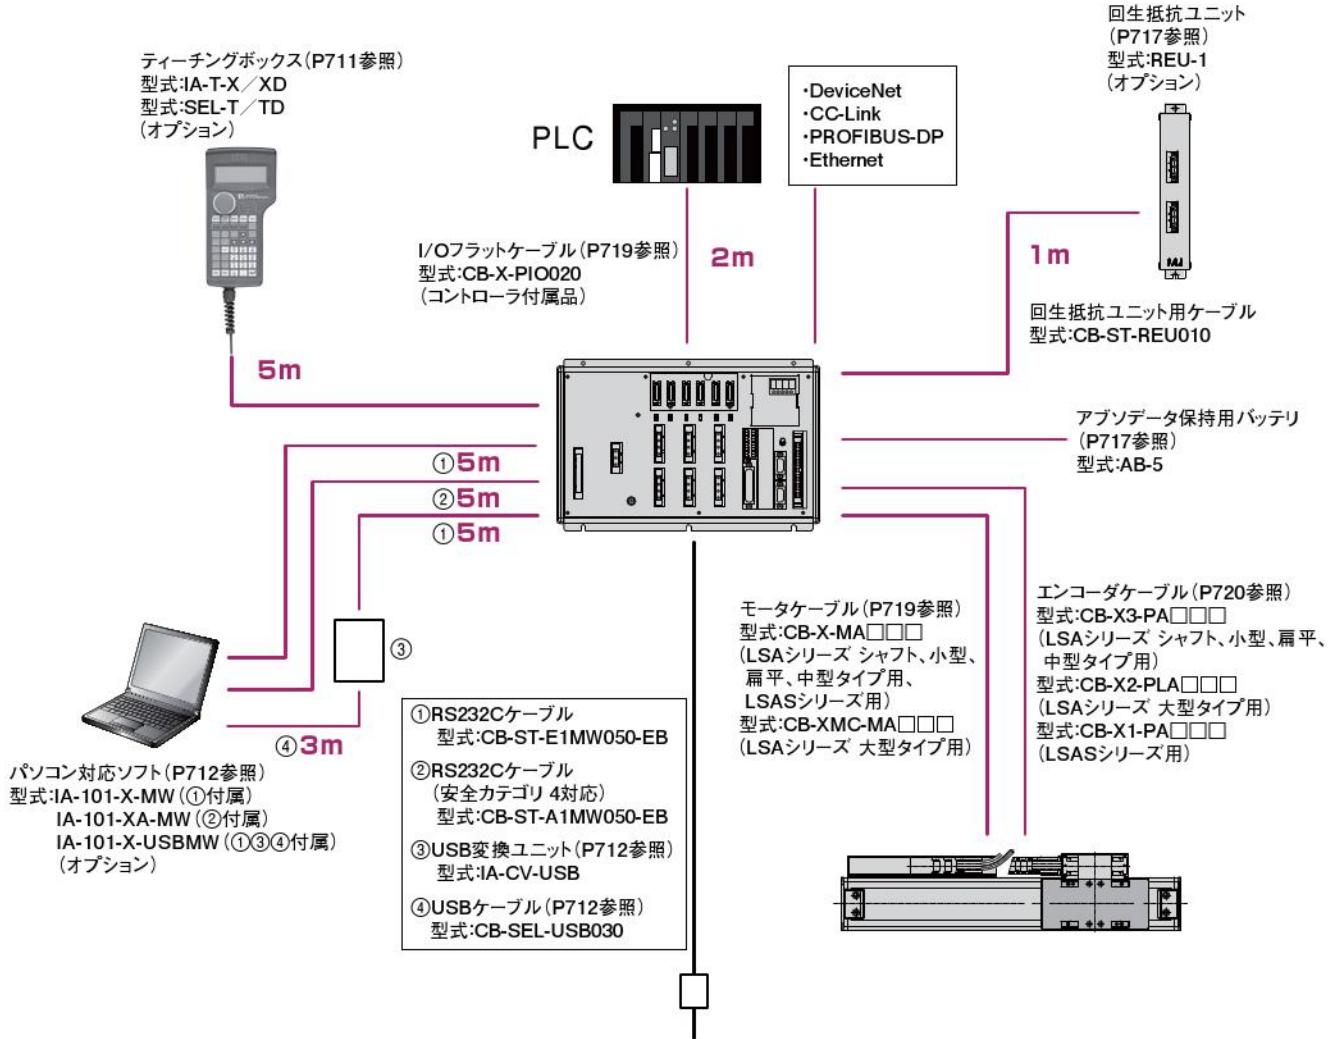 回生抵抗ユニット
(P717参照)
型式:REU-1
(オプション)
ティーチングボックス(P711参照)
型式:IA-T-X/XD
型式:SEL-T/TD
(オプション)
PLC
・DeviceNet
・CC-Link
・PROFIBUS-DP
・Ethernet
I/Oフラットケーブル(P719参照)
型式:CB-X-PIO020
(コントローラ付属品)
2m
1m
回生抵抗ユニット用ケーブル
型式:CB-ST-REU010
5m
アブソデータ保持用バッテリ
(P717参照)
型式:AB-5
①5m
②5m
①5m
モータケーブル(P719参照)
型式:CB-X-MA□□□
(LSAシリーズ シャフト、小型、
扁平、中型タイプ用、
LSASシリーズ用)
型式:CB-XMC-MA□□□
(LSAシリーズ 大型タイプ用)
エンコーダケーブル(P720参照)
型式:CB-X3-PA□□□
(LSAシリーズ シャフト、小型、扁平、
中型タイプ用)
型式:CB-X2-PLA□□□
(LSAシリーズ 大型タイプ用)
型式:CB-X1-PA□□□
(LSASシリーズ用)
③
④3m
パソコン対応ソフト(P712参照)
型式:IA-101-X-MW(①付属)
IA-101-XA-MW(②付属)
IA-101-X-USBMW(①③④付属)
(オプション)
①RS232Cケーブル
型式:CB-ST-E1MW050-EB
②RS232Cケーブル
(安全カテゴリ 4対応)
型式:CB-ST-A1MW050-EB
③USB変換ユニット(P712参照)
型式:IA-CV-USB
④USBケーブル(P712参照)
型式:CB-SEL-USB030